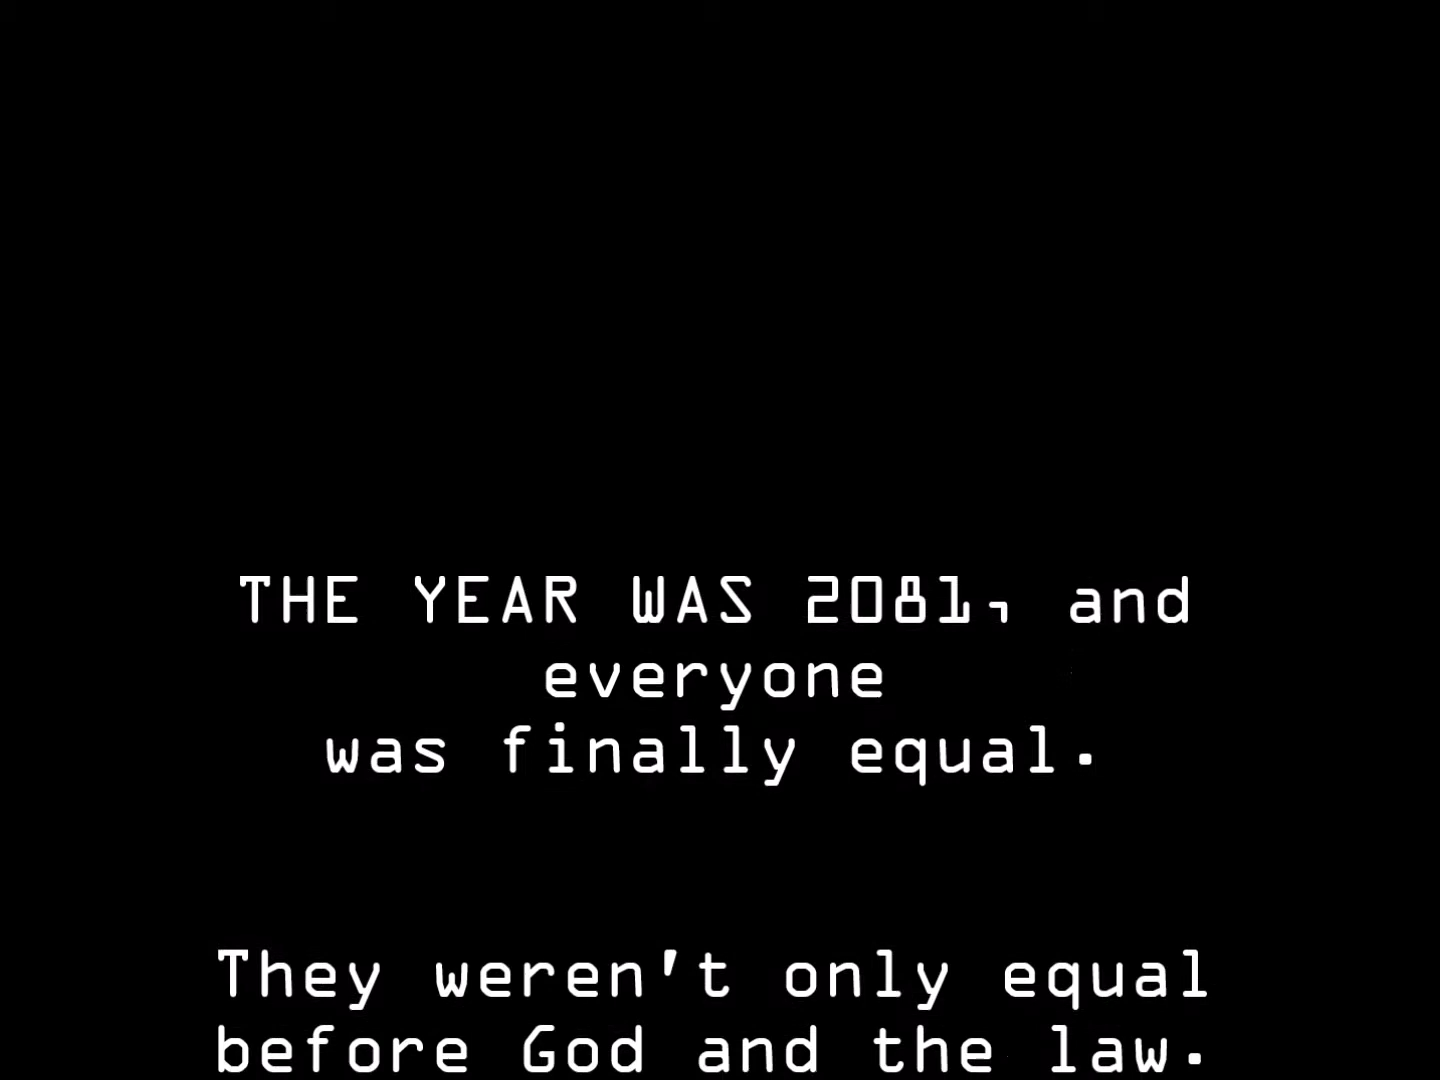 THE YEAR WAS 2081, and
everyone
was finally equal.
They weren't only equal
before God and the law.